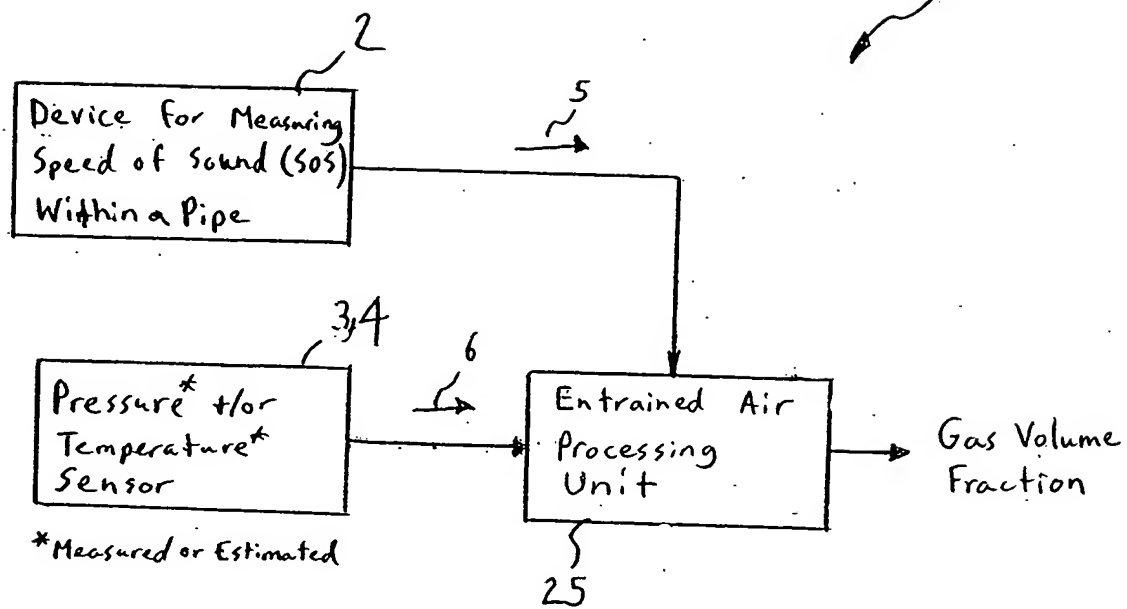 2
Device for Measuring
Speed of Sound (SOS)
Within a Pipe
5
3,4
Pressure* +/or
Temperature*
Sensor
6
Entrained Air
Processing
Unit
Gas Volume
Fraction
*Measured or Estimated
25